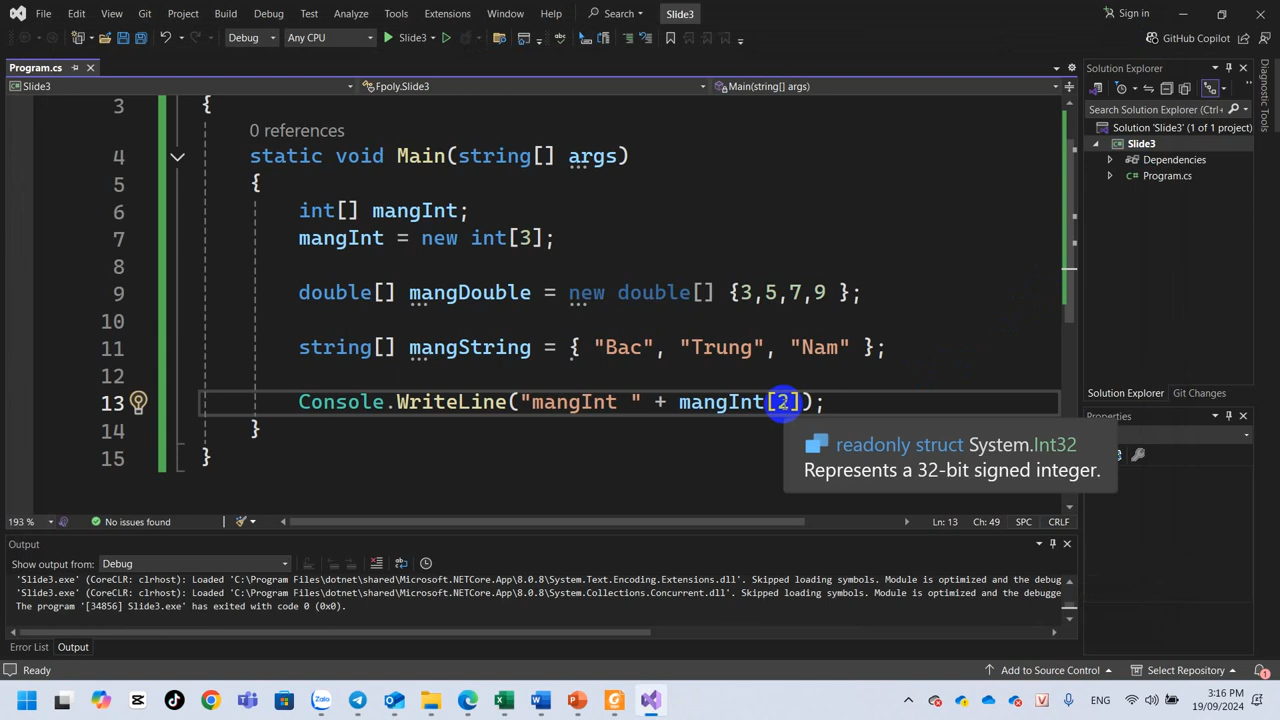 File Edit View Git Project Build Debug Test Analyze Tools Extensions Window Help Search Slide3 Sign in
Debug Any CPU Slide3 GitHub Copilot
Program.cs
Slide3 Fpoly.Slide3 Main(string[] args)
Solution Explorer
Search Solution Explorer (Ctrl+
Solution 'Slide3' (1 of 1 project)
Slide3
Dependencies
Program.cs
Diagnostic Tools
3 {
0 references
4 static void Main(string[] args)
5 {
6 int[] mangInt;
7 mangInt = new int[3];
8
9 double[] mangDouble = new double[] {3,5,7,9 };
10
11 string[] mangString = { "Bac", "Trung", "Nam" };
12
13 Console.WriteLine("mangInt " + mangInt[2]);
14 }
15 }
readonly struct System.Int32
Represents a 32-bit signed integer.
Solution Explorer Git Changes
Properties
193 % No issues found Ln: 13 Ch: 49 SPC CRLF
Output
Show output from: Debug
'Slide3.exe' (CoreCLR: clrhost): Loaded 'C:\Program Files\dotnet\shared\Microsoft.NETCore.App\8.0.8\System.Text.Encoding.Extensions.dll'. Skipped loading symbols. Module is optimized and the debug
'Slide3.exe' (CoreCLR: clrhost): Loaded 'C:\Program Files\dotnet\shared\Microsoft.NETCore.App\8.0.8\System.Collections.Concurrent.dll'. Skipped loading symbols. Module is optimized and the debugge
The program '[34856] Slide3.exe' has exited with code 0 (0x0).
Error List Output
Ready Add to Source Control Select Repository
Zalo ENG 3:16 PM
19/09/2024